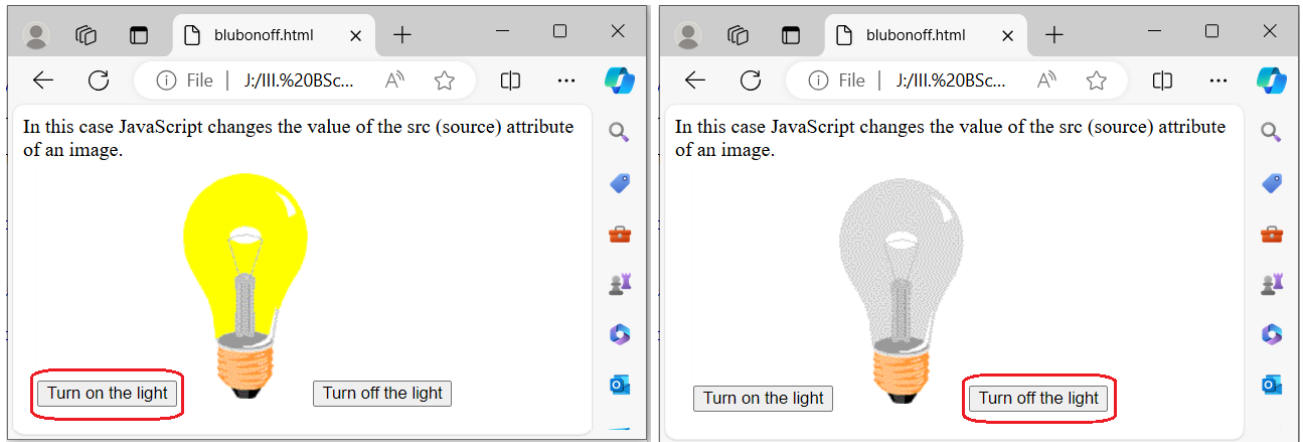 blubonoff.html
File | J:/III.%20BSc...
In this case JavaScript changes the value of the src (source) attribute
of an image.
Turn on the light
Turn off the light
blubonoff.html
File | J:/III.%20BSc...
In this case JavaScript changes the value of the src (source) attribute
of an image.
Turn on the light
Turn off the light